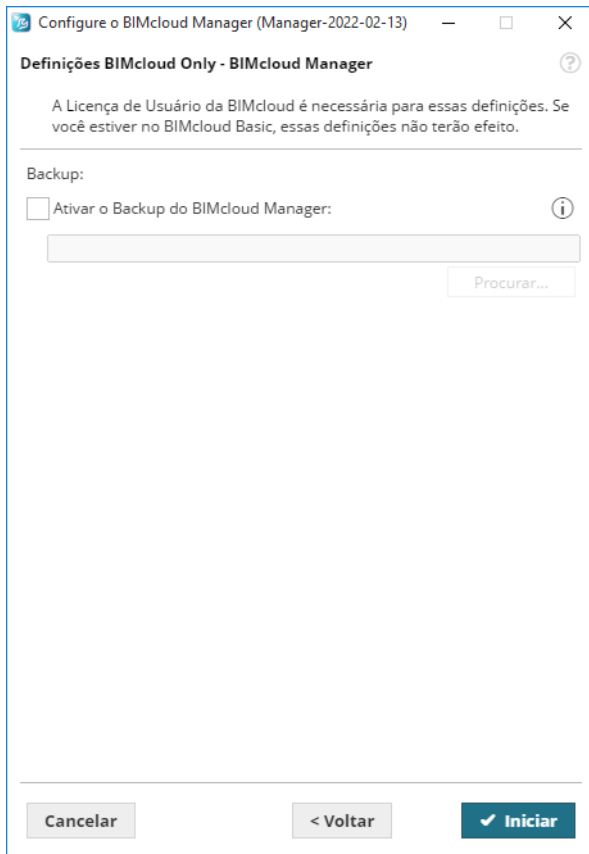 Configure o BIMcloud Manager (Manager-2022-02-13)
Definições BIMcloud Only - BIMcloud Manager
A Licença de Usuário da BIMcloud é necessária para essas definições. Se
você estiver no BIMcloud Basic, essas definições não terão efeito.
Backup:
Ativar o Backup do BIMcloud Manager:
Procurar...
Cancelar
< Voltar
Iniciar